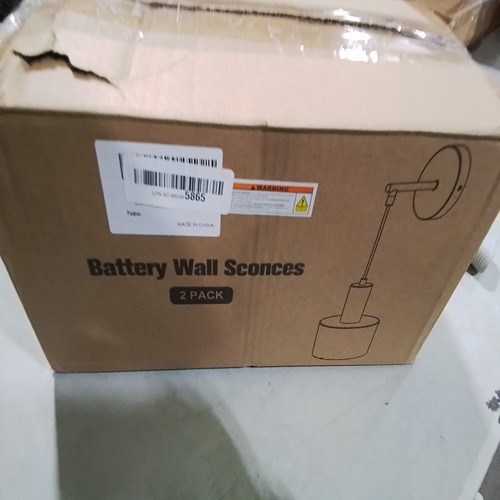 5865
New
MADE IN CHINA
WARNING
Battery Wall Sconces
2 PACK